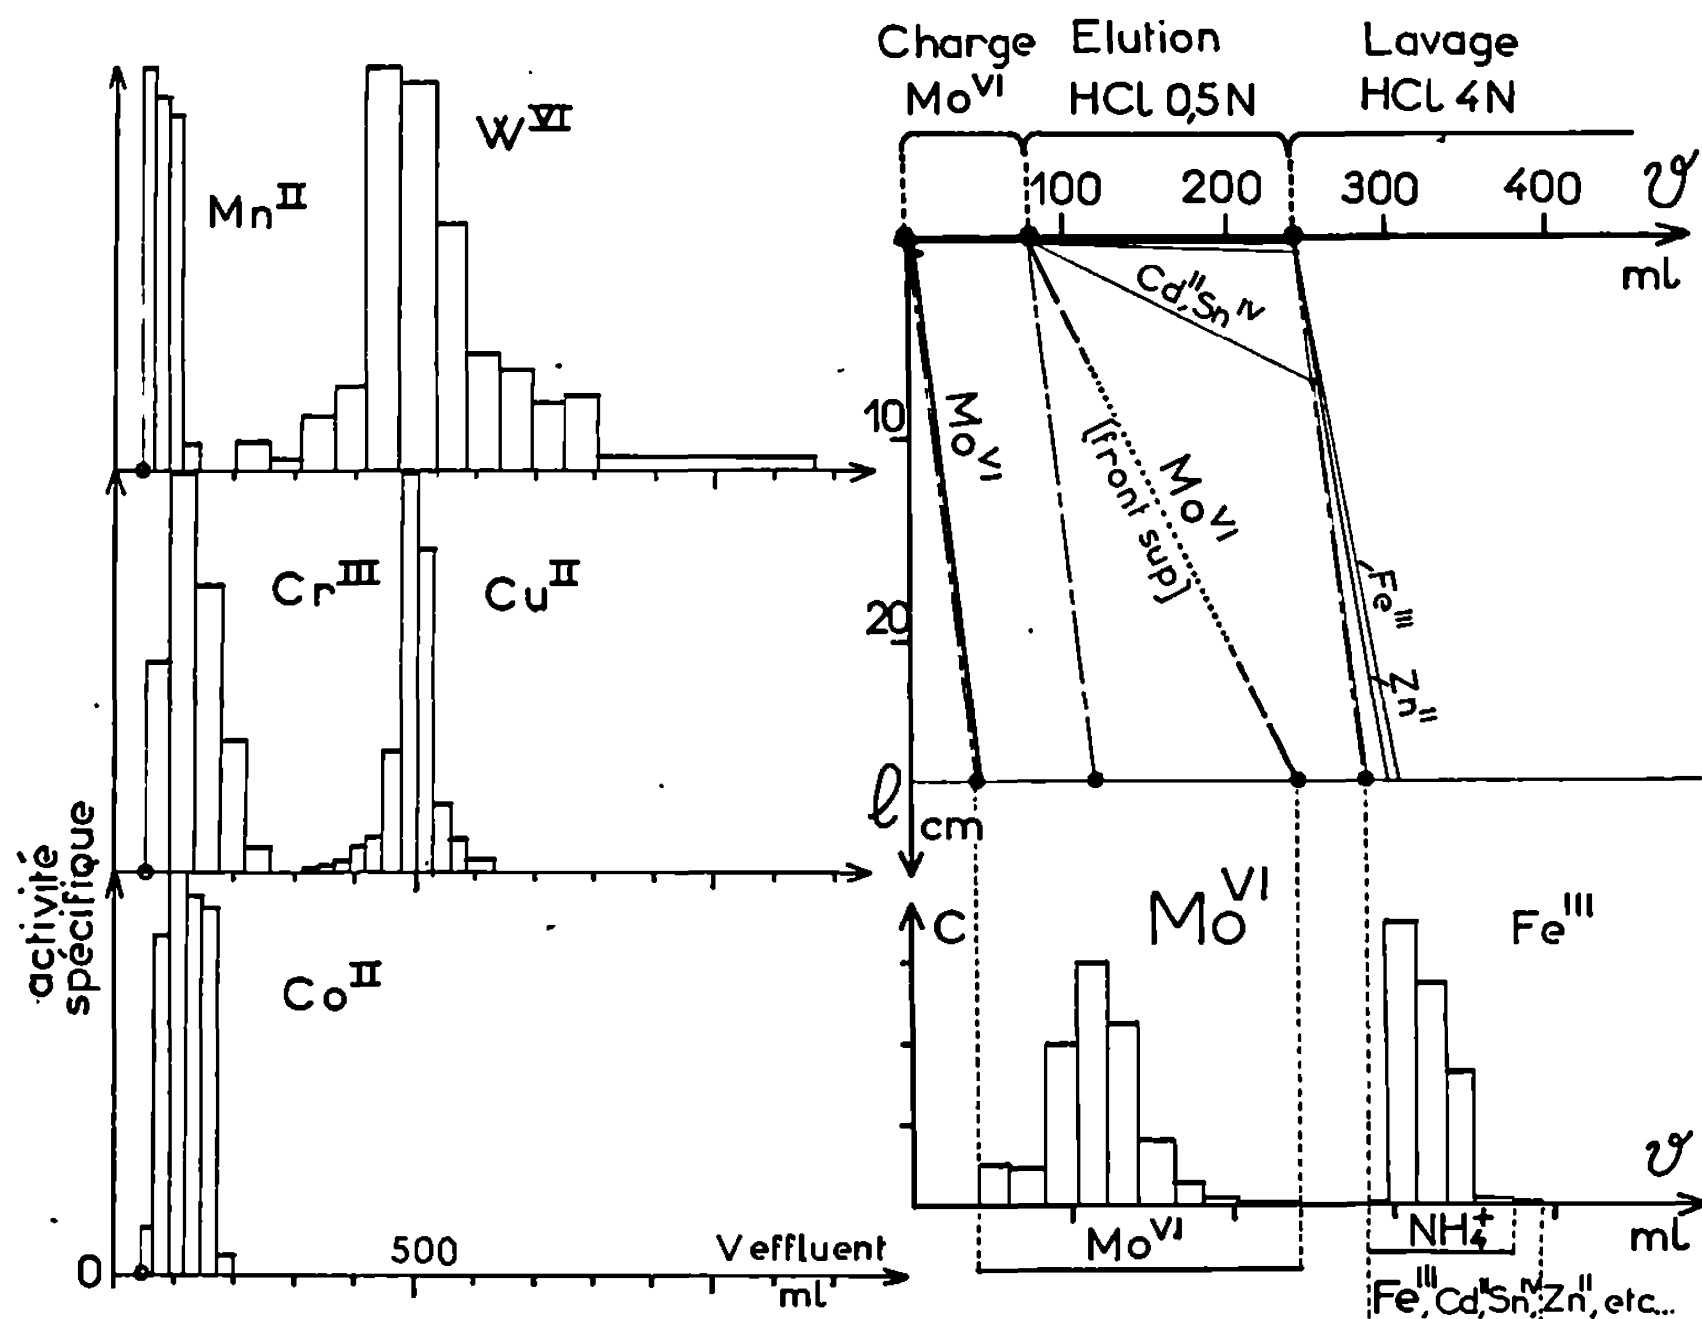 Mn^II
W^VI
Cr^III
Cu^II
activité
spécifique
Co^II
0
500
V effluent
ml
Charge
Mo^VI
Elution
HCl 0,5N
Lavage
HCl 4N
100
200
300
400
𝒱
ml
Cd^II, Sn^IV
10
Mo^VI
Mo^VI
(front sup)
20
Fe^III
Zn^II
ℓ
cm
C
Mo^VI
Fe^III
𝒱
ml
Mo^VI
NH₄⁺
Fe^III, Cd^II, Sn^IV, Zn^II, etc...